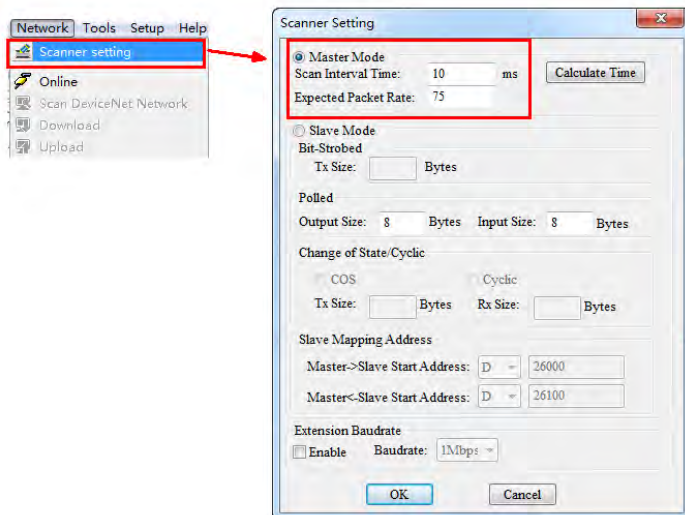 Network Tools Setup Help
Scanner setting
Online
Scan DeviceNet Network
Download
Upload
Scanner Setting
Master Mode
Scan Interval Time: 10 ms Calculate Time
Expected Packet Rate: 75
Slave Mode
Bit-Strobed
Tx Size: Bytes
Polled
Output Size: 8 Bytes Input Size: 8 Bytes
Change of State/Cyclic
COS Cyclic
Tx Size: Bytes Rx Size: Bytes
Slave Mapping Address
Master->Slave Start Address: D 26000
Master<-Slave Start Address: D 26100
Extension Baudrate
Enable Baudrate: 1Mbps
OK Cancel